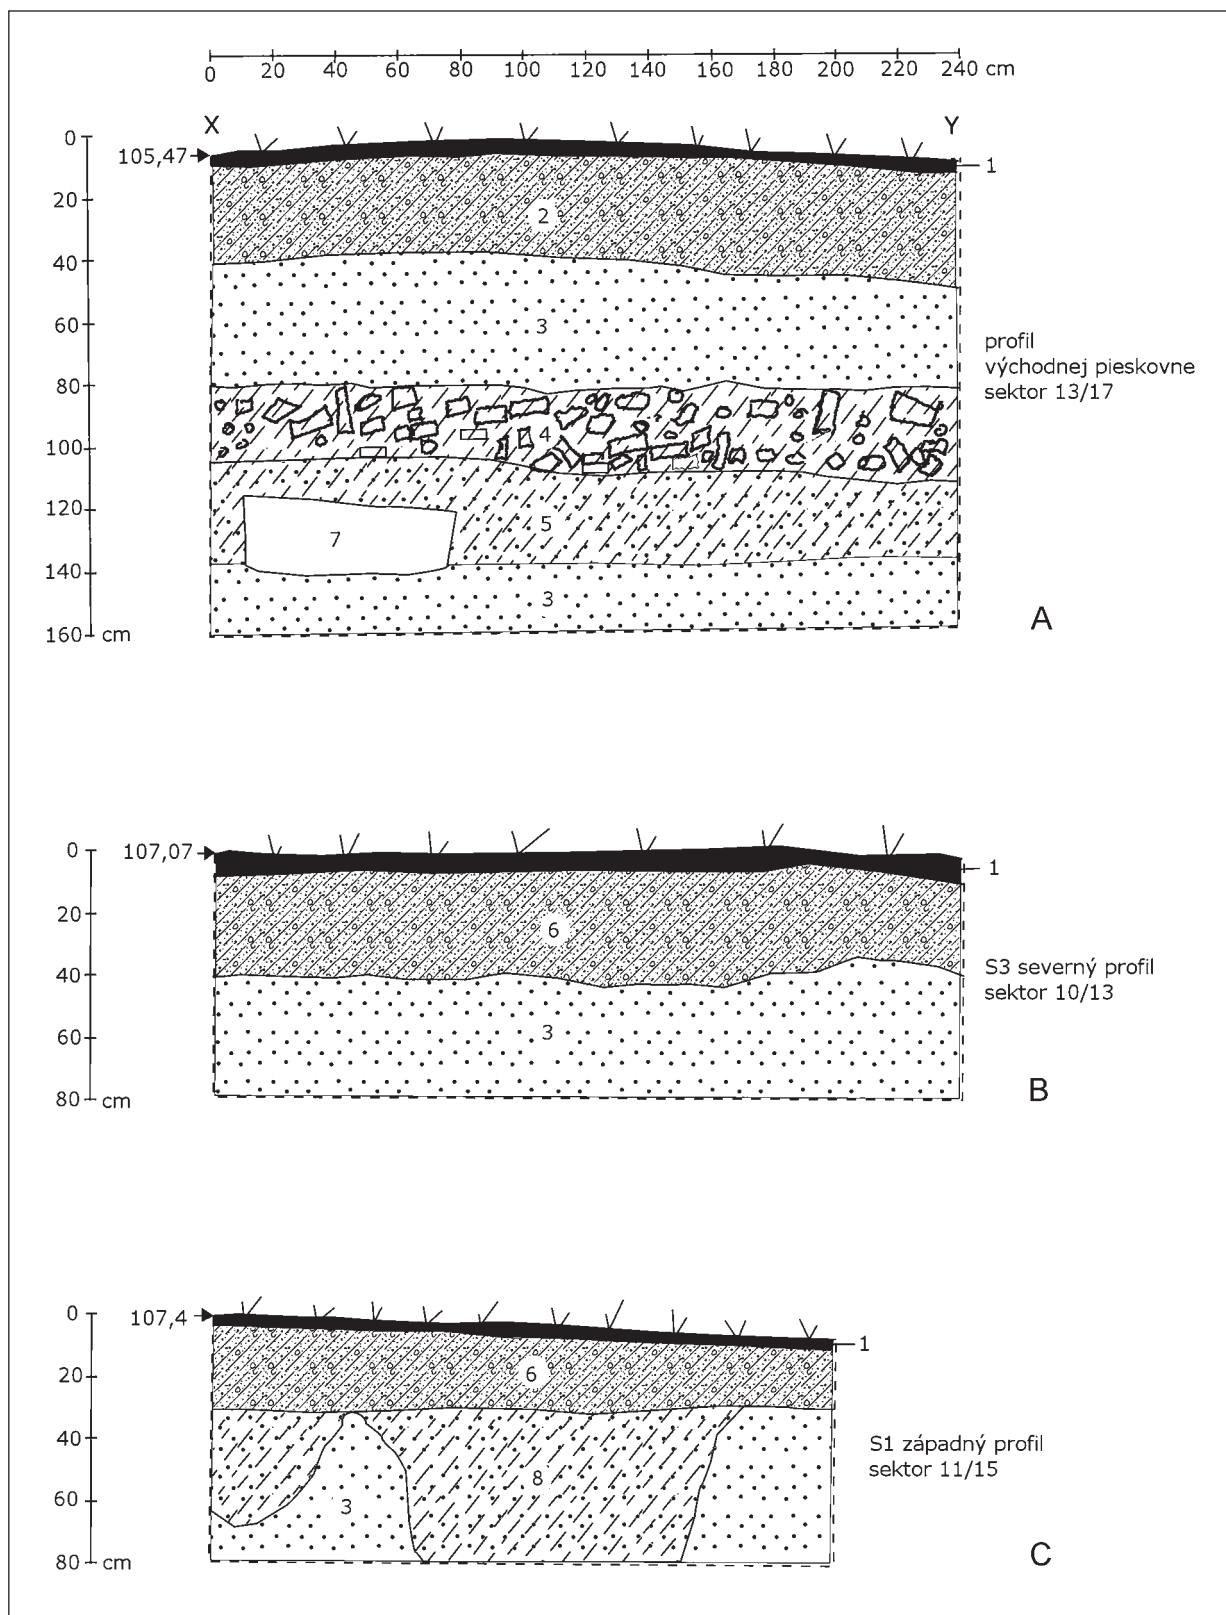 0 20 40 60 80 100 120 140 160 180 200 220 240 cm
X Y
0
105,47
1
20
2
40
60
3
profil
východnej pieskovne
sektor 13/17
80
100
4
120
5
7
140
3
160 cm
A
0
107,07
1
20
6
40
S3 severný profil
sektor 10/13
60
3
80 cm
B
0
107,4
1
20
6
40
S1 západný profil
sektor 11/15
8
60
3
80 cm
C